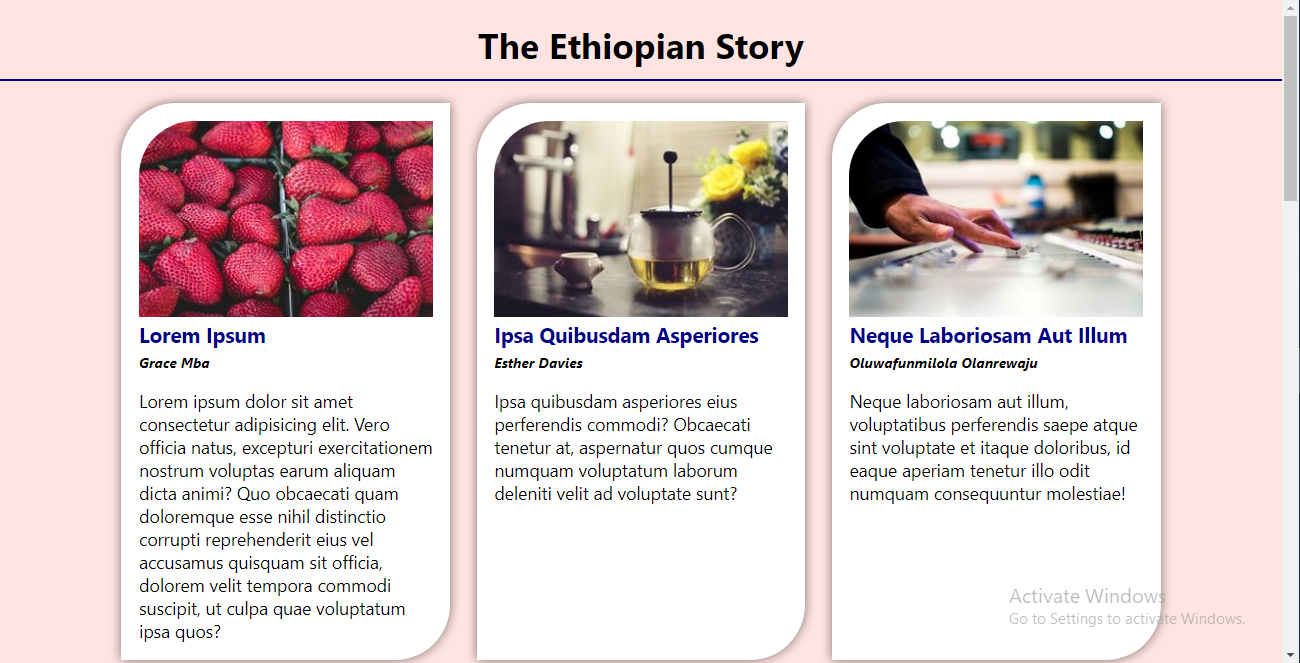 The Ethiopian Story
Lorem Ipsum
Grace Mba
Lorem ipsum dolor sit amet
consectetur adipisicing elit. Vero
officia natus, excepturi exercitationem
nostrum voluptas earum aliquam
dicta animi? Quo obcaecati quam
doloremque esse nihil distinctio
corrupti reprehenderit eius vel
accusamus quisquam sit officia,
dolorem velit tempora commodi
suscipit, ut culpa quae voluptatum
ipsa quos?
Ipsa Quibusdam Asperiores
Esther Davies
Ipsa quibusdam asperiores eius
perferendis commodi? Obcaecati
tenetur at, aspernatur quos cumque
numquam voluptatum laborum
deleniti velit ad voluptate sunt?
Neque Laboriosam Aut Illum
Oluwafunmilola Olanrewaju
Neque laboriosam aut illum,
voluptatibus perferendis saepe atque
sint voluptate et itaque doloribus, id
eaque aperiam tenetur illo odit
numquam consequuntur molestiae!
Activate Windows
Go to Settings to activate Windows.